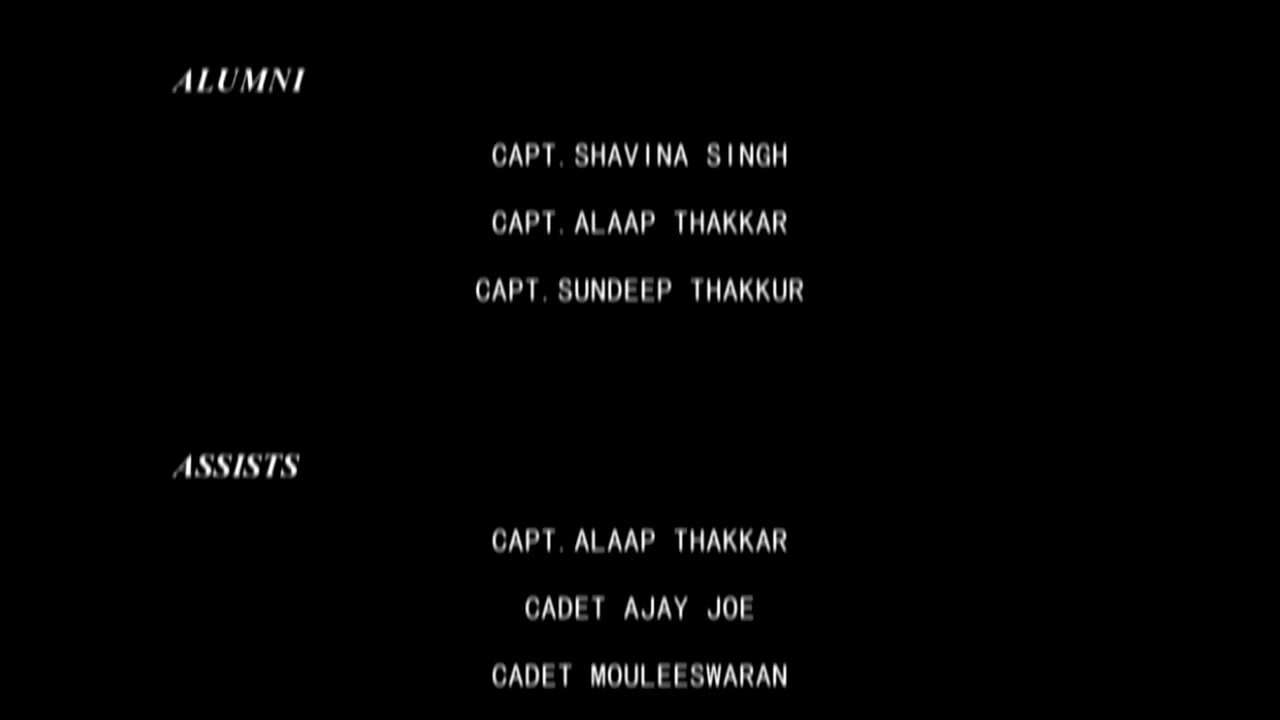 ALUMNI
CAPT. SHAVINA SINGH
CAPT. ALAAP THAKKAR
CAPT. SUNDEEP THAKKUR
ASSISTS
CAPT. ALAAP THAKKAR
CADET AJAY JOE
CADET MOULEESWARAN